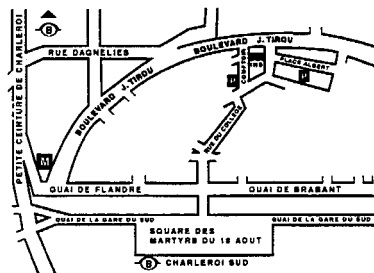 B
RUE DAGNELIES
BOULEVARD J. TIROU
BOULEVARD J. TIROU
PETITE CEINTURE DE CHARLEROI
COMPTOIR
PLACE ALBERT
P
RUE DU COLLEGE
M
QUAI DE FLANDRE
QUAI DE BRABANT
QUAI DE LA GARE DU SUD
QUAI DE LA GARE DU SUD
SQUARE DES
MARTYRS DU 18 AOUT
B CHARLEROI SUD